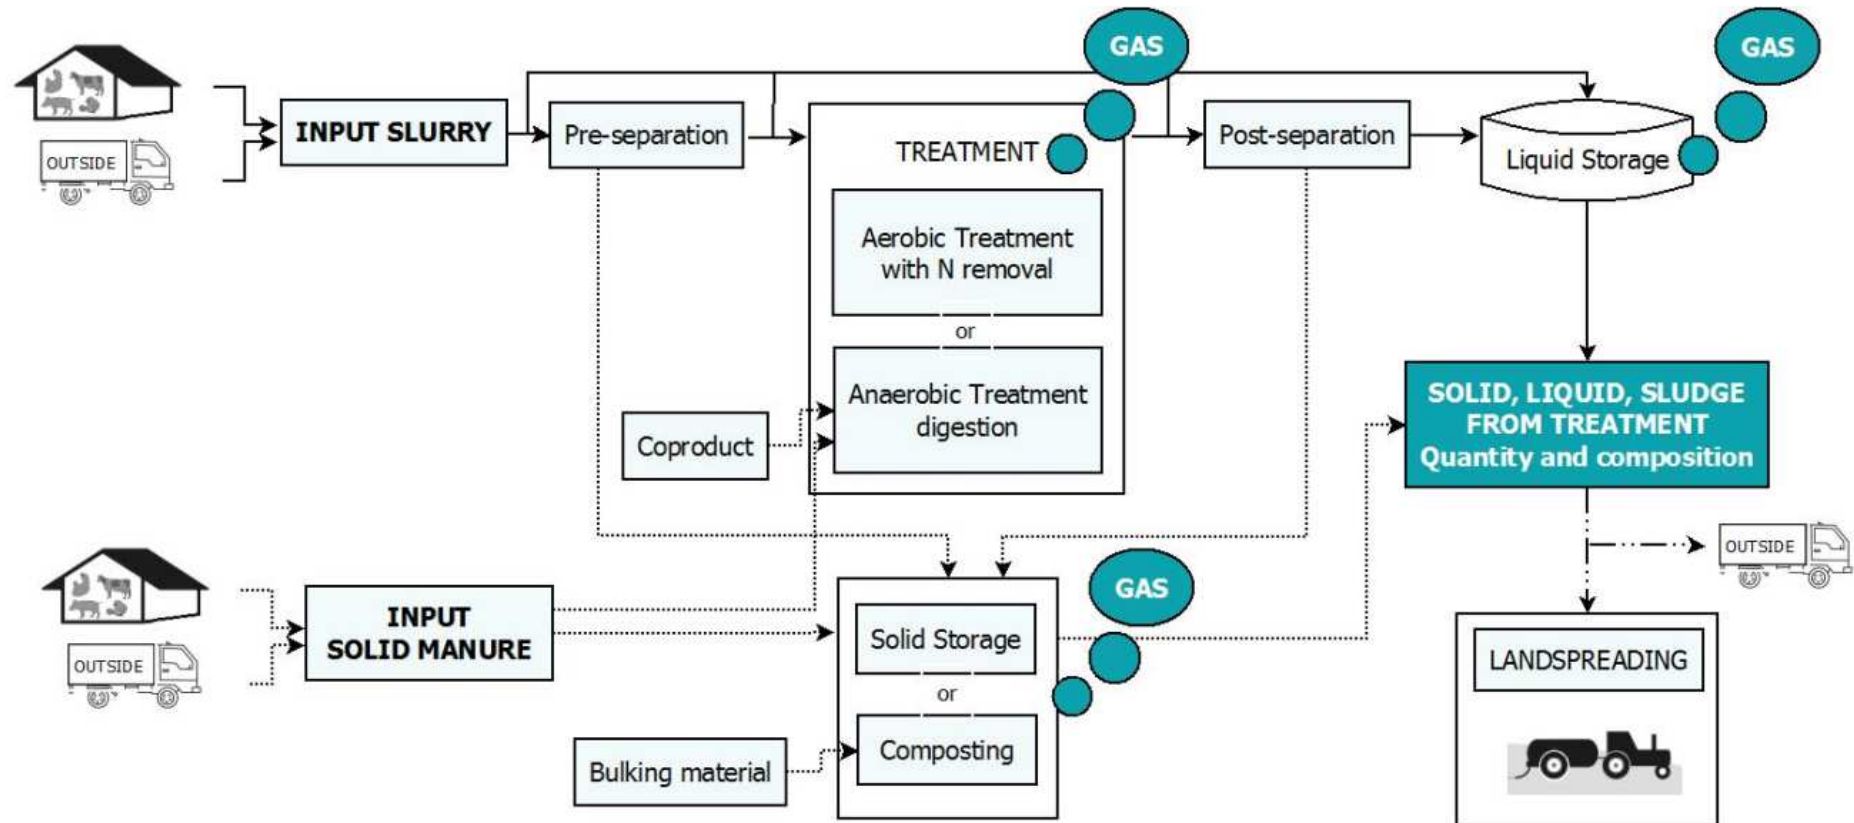 GAS
GAS
INPUT SLURRY
Pre-separation
Post-separation
OUTSIDE
TREATMENT
Liquid Storage
Aerobic Treatment
with N removal
or
Anaerobic Treatment
digestion
Coproduct
SOLID, LIQUID, SLUDGE
FROM TREATMENT
Quantity and composition
OUTSIDE
GAS
INPUT
SOLID MANURE
Solid Storage
LANDSPREADING
OUTSIDE
or
Composting
Bulking material